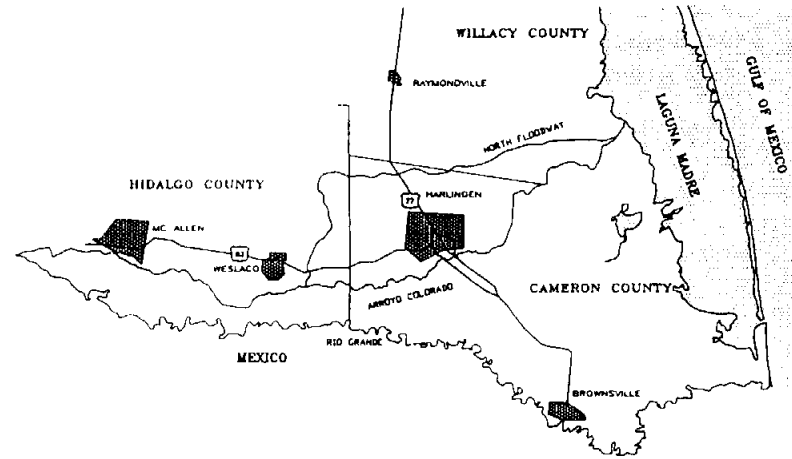 WILLACY COUNTY
RAYMONDVILLE
GULF OF MEXICO
LAGUNA MADRE
NORTH FLOODWAY
HIDALGO COUNTY
77
HARLINGEN
MC ALLEN
83
WESLACO
ARROYO COLORADO
CAMERON COUNTY
RIO GRANDE
MEXICO
BROWNSVILLE